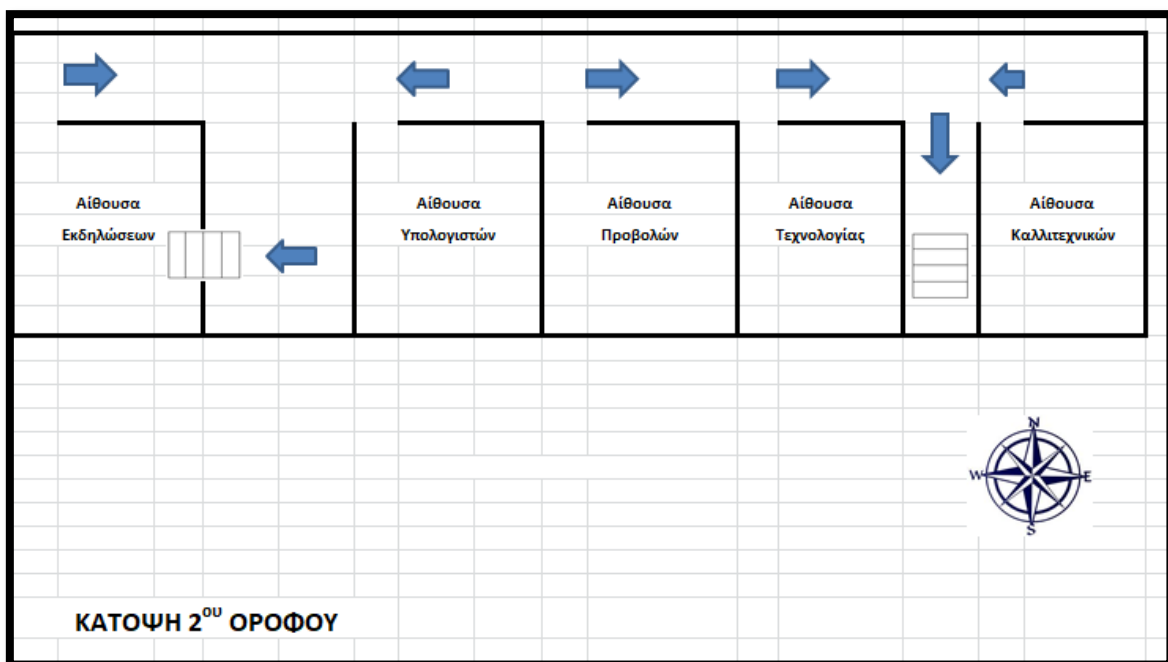 Αίθουσα
Εκδηλώσεων
Αίθουσα
Υπολογιστών
Αίθουσα
Προβολών
Αίθουσα
Τεχνολογίας
Αίθουσα
Καλλιτεχνικών
N
W E
S
ΚΑΤΟΨΗ 2ου ΟΡΟΦΟΥ